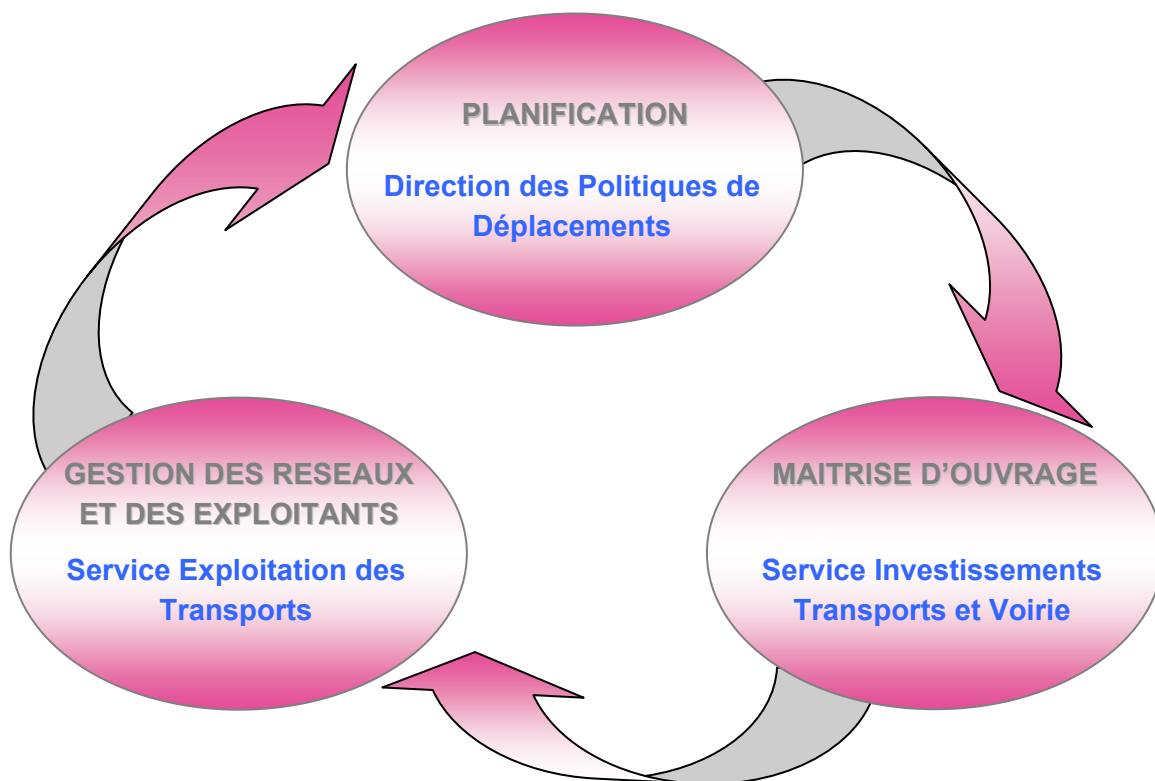 PLANIFICATION
Direction des Politiques de
Déplacements
GESTION DES RESEAUX
ET DES EXPLOITANTS
Service Exploitation des
Transports
MAITRISE D’OUVRAGE
Service Investissements
Transports et Voirie